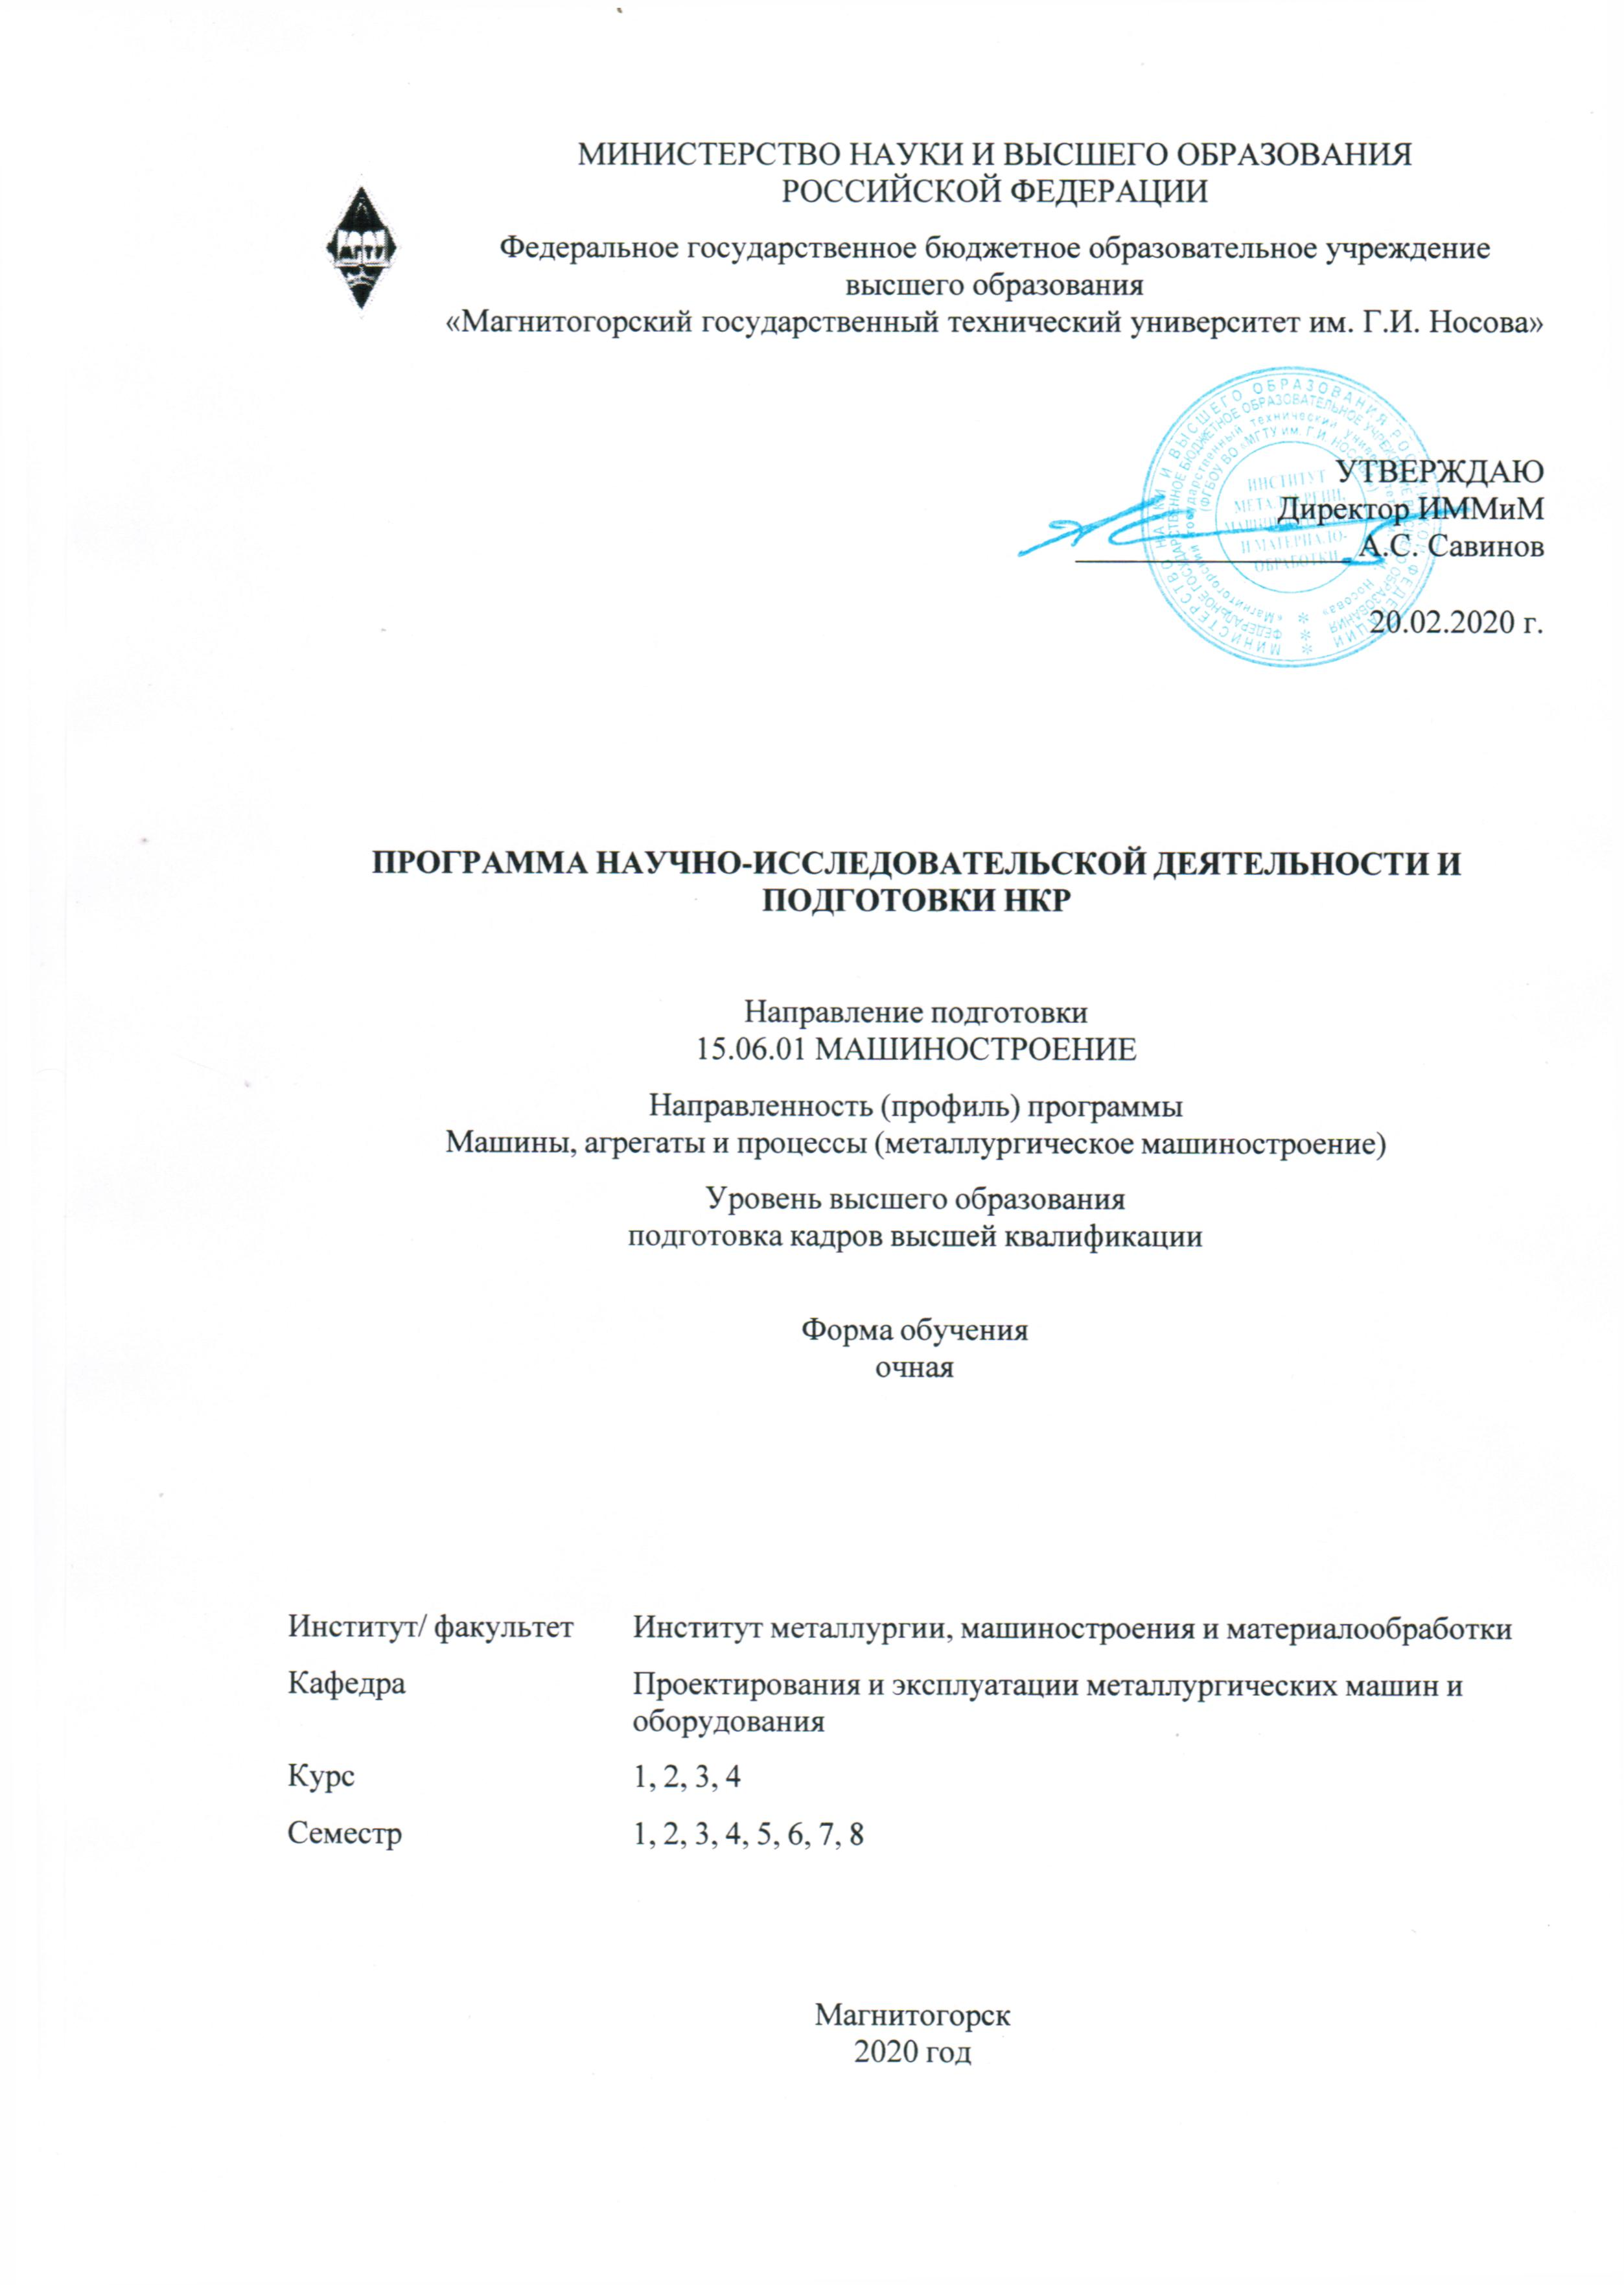 МИНИСТЕРСТВО НАУКИ И ВЫСШЕГО ОБРАЗОВАНИЯ
РОССИЙСКОЙ ФЕДЕРАЦИИ
МГТУ
Федеральное государственное бюджетное образовательное учреждение
высшего образования
«Магнитогорский государственный технический университет им. Г.И. Носова»
УТВЕРЖДАЮ
Директор ИММиМ
А.С. Савинов
20.02.2020 г.
ПРОГРАММА НАУЧНО-ИССЛЕДОВАТЕЛЬСКОЙ ДЕЯТЕЛЬНОСТИ И
ПОДГОТОВКИ НКР
Направление подготовки
15.06.01 МАШИНОСТРОЕНИЕ
Направленность (профиль) программы
Машины, агрегаты и процессы (металлургическое машиностроение)
Уровень высшего образования
подготовка кадров высшей квалификации
Форма обучения
очная
Институт/ факультет Институт металлургии, машиностроения и материалообработки
Кафедра Проектирования и эксплуатации металлургических машин и
оборудования
Курс 1, 2, 3, 4
Семестр 1, 2, 3, 4, 5, 6, 7, 8
Магнитогорск
2020 год